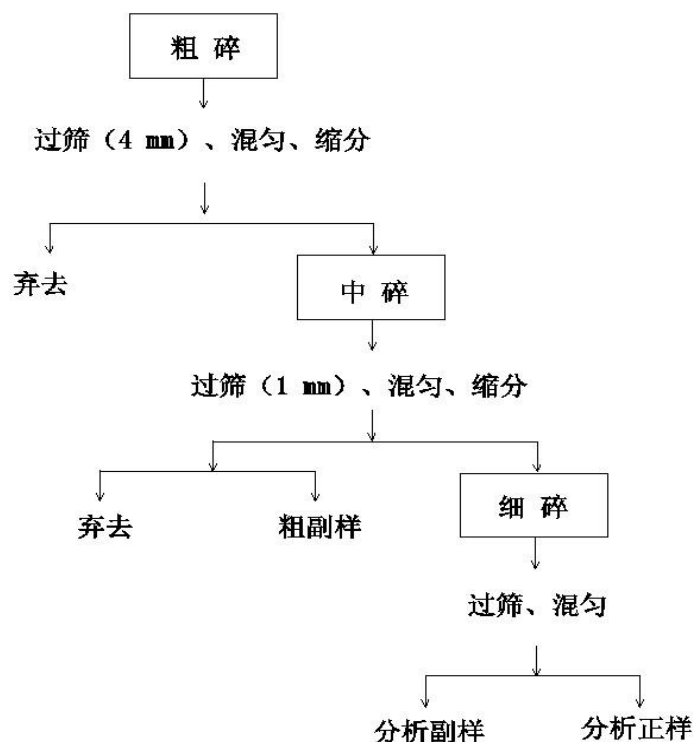 粗 碎
过筛（4 mm）、混匀、缩分
弃去
中 碎
过筛（1 mm）、混匀、缩分
弃去
粗副样
细 碎
过筛、混匀
分析副样
分析正样